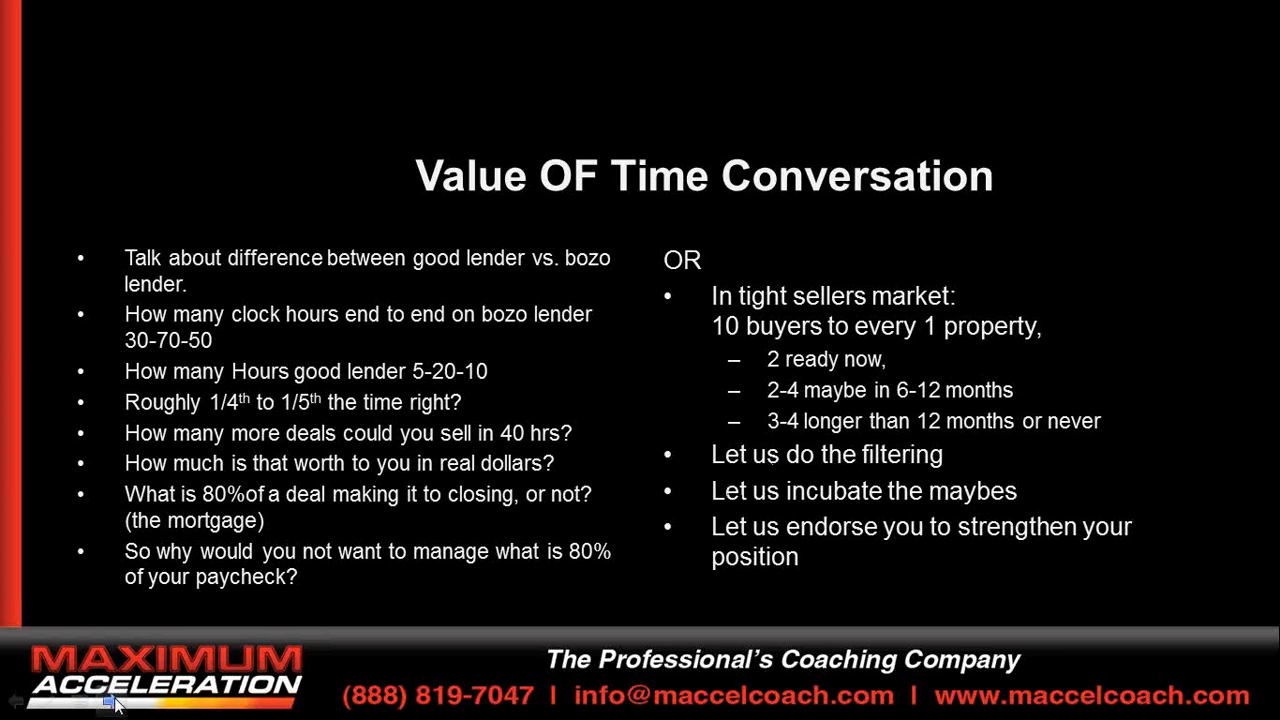 Value OF Time Conversation
• Talk about difference between good lender vs. bozo
lender.
• How many clock hours end to end on bozo lender
30-70-50
• How many Hours good lender 5-20-10
• Roughly 1/4th to 1/5th the time right?
• How many more deals could you sell in 40 hrs?
• How much is that worth to you in real dollars?
• What is 80%of a deal making it to closing, or not?
(the mortgage)
• So why would you not want to manage what is 80%
of your paycheck?
OR
• In tight sellers market:
10 buyers to every 1 property,
– 2 ready now,
– 2-4 maybe in 6-12 months
– 3-4 longer than 12 months or never
• Let us do the filtering
• Let us incubate the maybes
• Let us endorse you to strengthen your
position
MAXIMUM
ACCELERATION
The Professional's Coaching Company
(888) 819-7047 | info@maccelcoach.com | www.maccelcoach.com